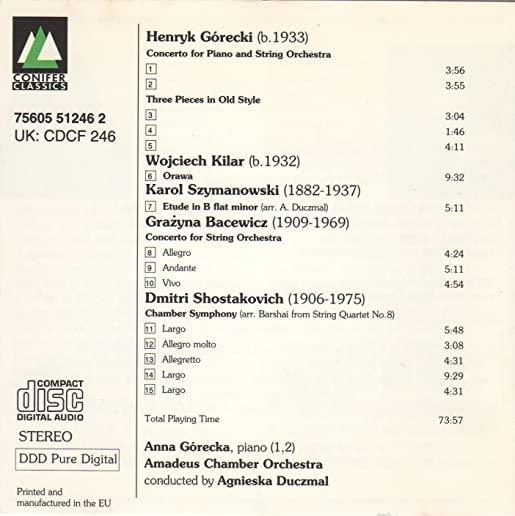 CONIFER
CLASSICS
75605 51246 2
UK: CDCF 246
Henryk Górecki (b.1933)
Concerto for Piano and String Orchestra
1 3:56
2 3:55
Three Pieces in Old Style
3 3:04
4 1:46
5 4:11
Wojciech Kilar (b.1932)
6 Orawa 9:32
Karol Szymanowski (1882-1937)
7 Etude in B flat minor (arr. A. Duczmal) 5:11
Grażyna Bacewicz (1909-1969)
Concerto for String Orchestra
8 Allegro 4:24
9 Andante 5:11
10 Vivo 4:54
Dmitri Shostakovich (1906-1975)
Chamber Symphony (arr. Barshai from String Quartet No.8)
11 Largo 5:48
12 Allegro molto 3:08
13 Allegretto 4:31
14 Largo 9:29
15 Largo 4:31
Total Playing Time 73:57
Anna Górecka, piano (1,2)
Amadeus Chamber Orchestra
conducted by Agnieska Duczmal
COMPACT
disc
DIGITAL AUDIO
STEREO
DDD Pure Digital
Printed and
manufactured in the EU